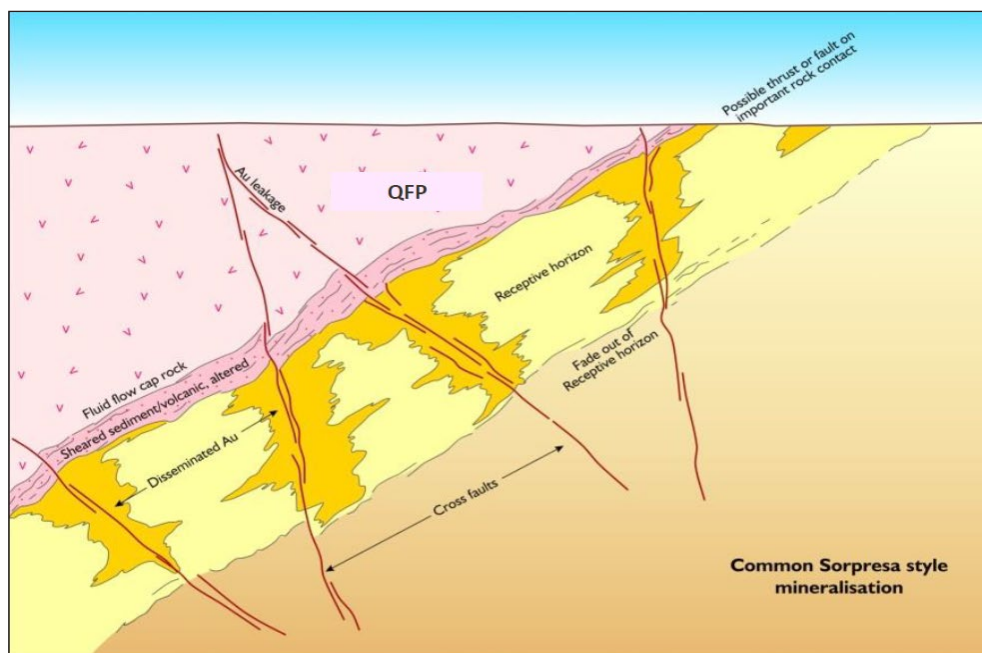 Possible thrust or fault on
important rock contact
Au leakage
QFP
Receptive horizon
Fade out of
Receptive horizon
Fluid flow cap rock
Sheared sediment/volcanic, altered
Disseminated Au
Cross faults
Common Sorpresa style
mineralisation